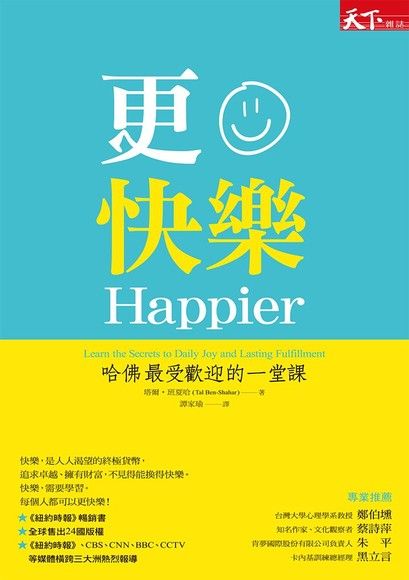 天下雜誌
更
快樂
Happier
Learn the Secrets to Daily Joy and Lasting Fulfillment
哈佛最受歡迎的一堂課
塔爾・班夏哈(Tal Ben-Shahar)——著
譚家瑜——譯
快樂,是人人渴望的終極貨幣,
追求卓越、擁有財富,不見得能換得快樂。
快樂,需要學習。
每個人都可以更快樂!
★《紐約時報》暢銷書
★全球售出24國版權
★《紐約時報》、CBS、CNN、BBC、CCTV
等媒體橫跨三大洲熱烈報導
專業推薦
台灣大學心理學系教授 鄭伯壎
知名作家、文化觀察者 蔡詩萍
肯夢國際股份有限公司負責人 朱 平
卡內基訓練總經理 黑立言